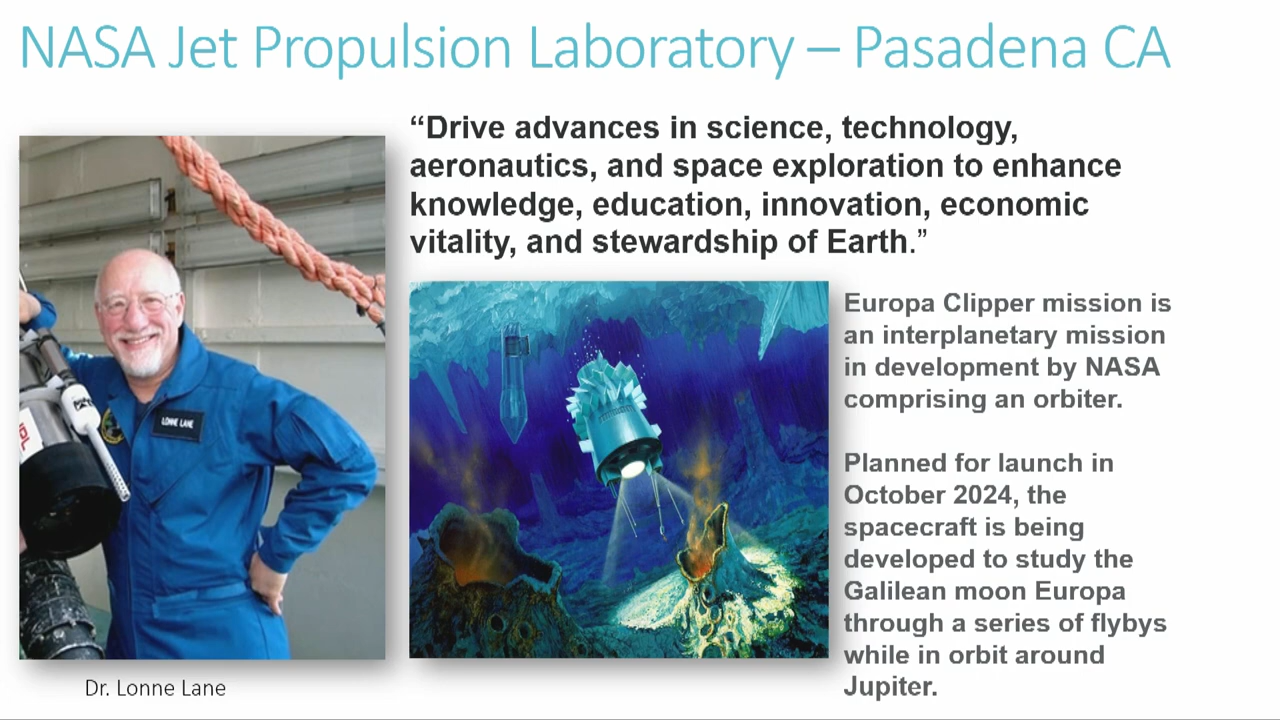 NASA Jet Propulsion Laboratory – Pasadena CA
“Drive advances in science, technology,
aeronautics, and space exploration to enhance
knowledge, education, innovation, economic
vitality, and stewardship of Earth.”
Europa Clipper mission is
an interplanetary mission
in development by NASA
comprising an orbiter.
Planned for launch in
October 2024, the
spacecraft is being
developed to study the
Galilean moon Europa
through a series of flybys
while in orbit around
Jupiter.
LONNE LANE
JPL
Dr. Lonne Lane